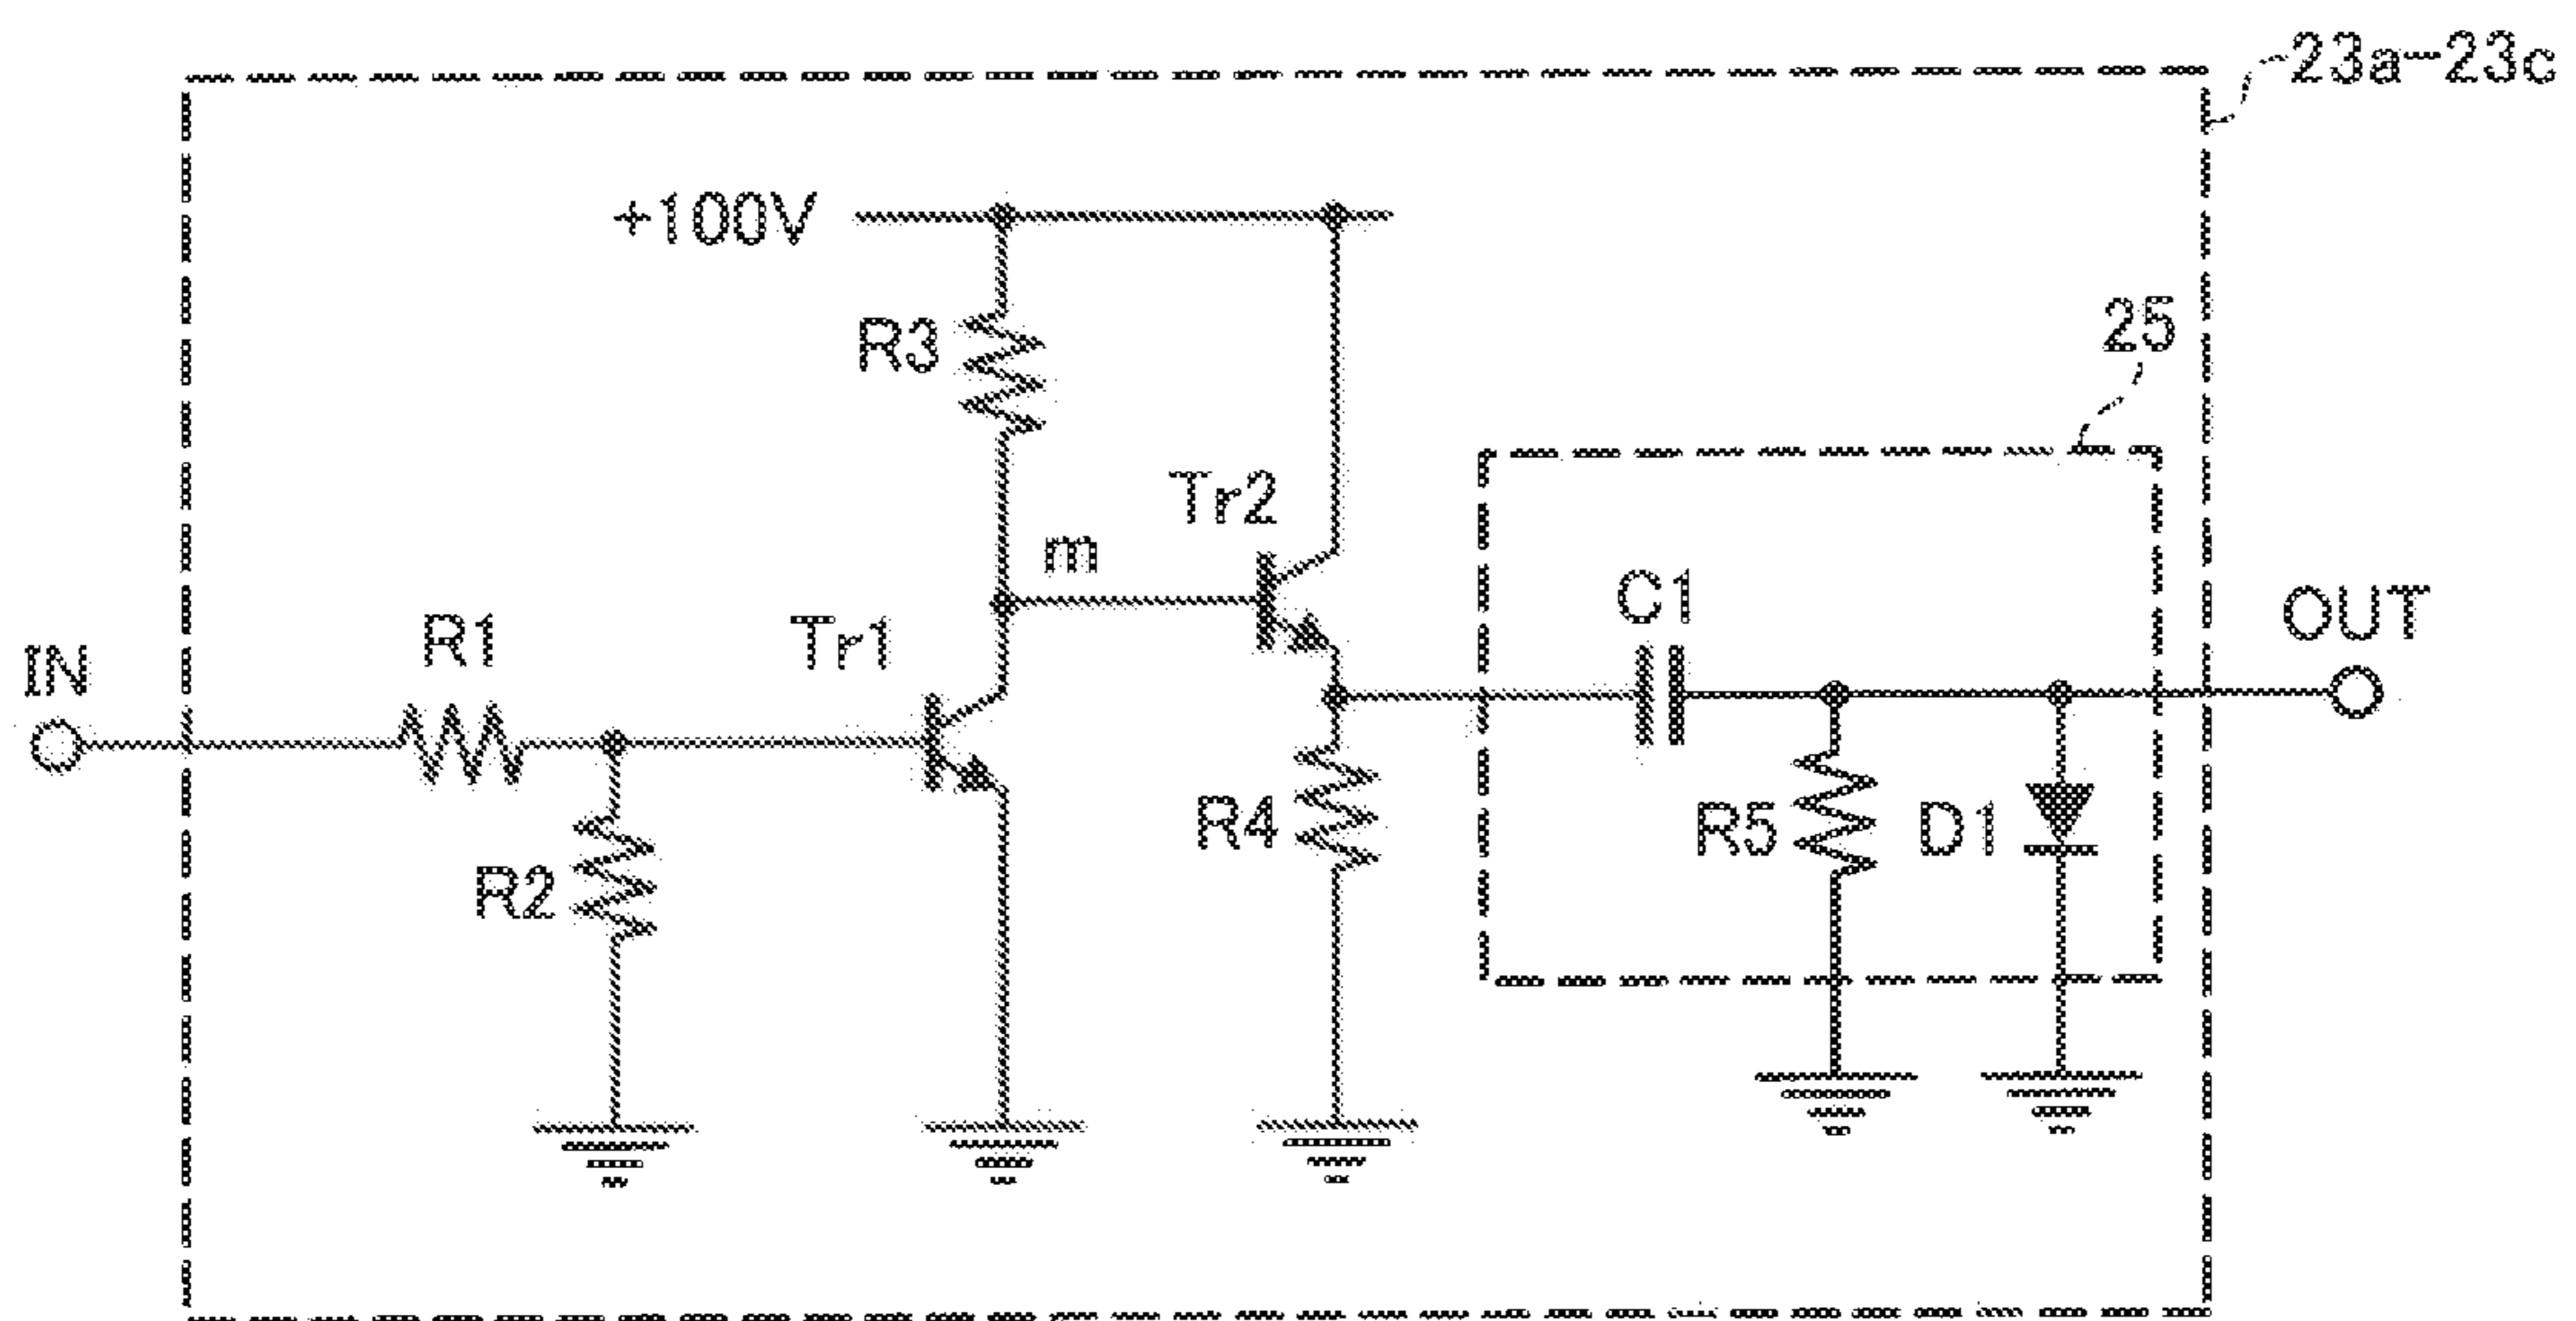 23a-23c
+100V
25
R3
Tr2
m
C1
OUT
R1
Tr1
IN
R4
R5
D1
R2